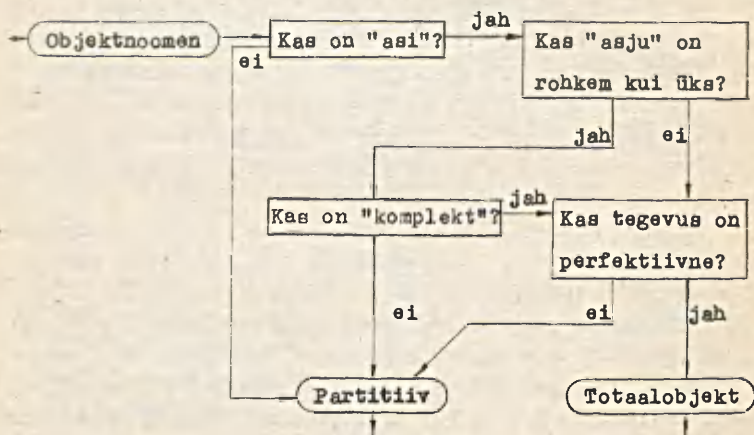 Objektnoomen
Kas on "asi"?
jah
Kas "asju" on
rohkem kui üks?
ei
jah
ei
Kas on "komplekt"?
jah
Kas tegevus on
perfektiivne?
ei
ei
jah
Partitiiv
Totaalobjekt